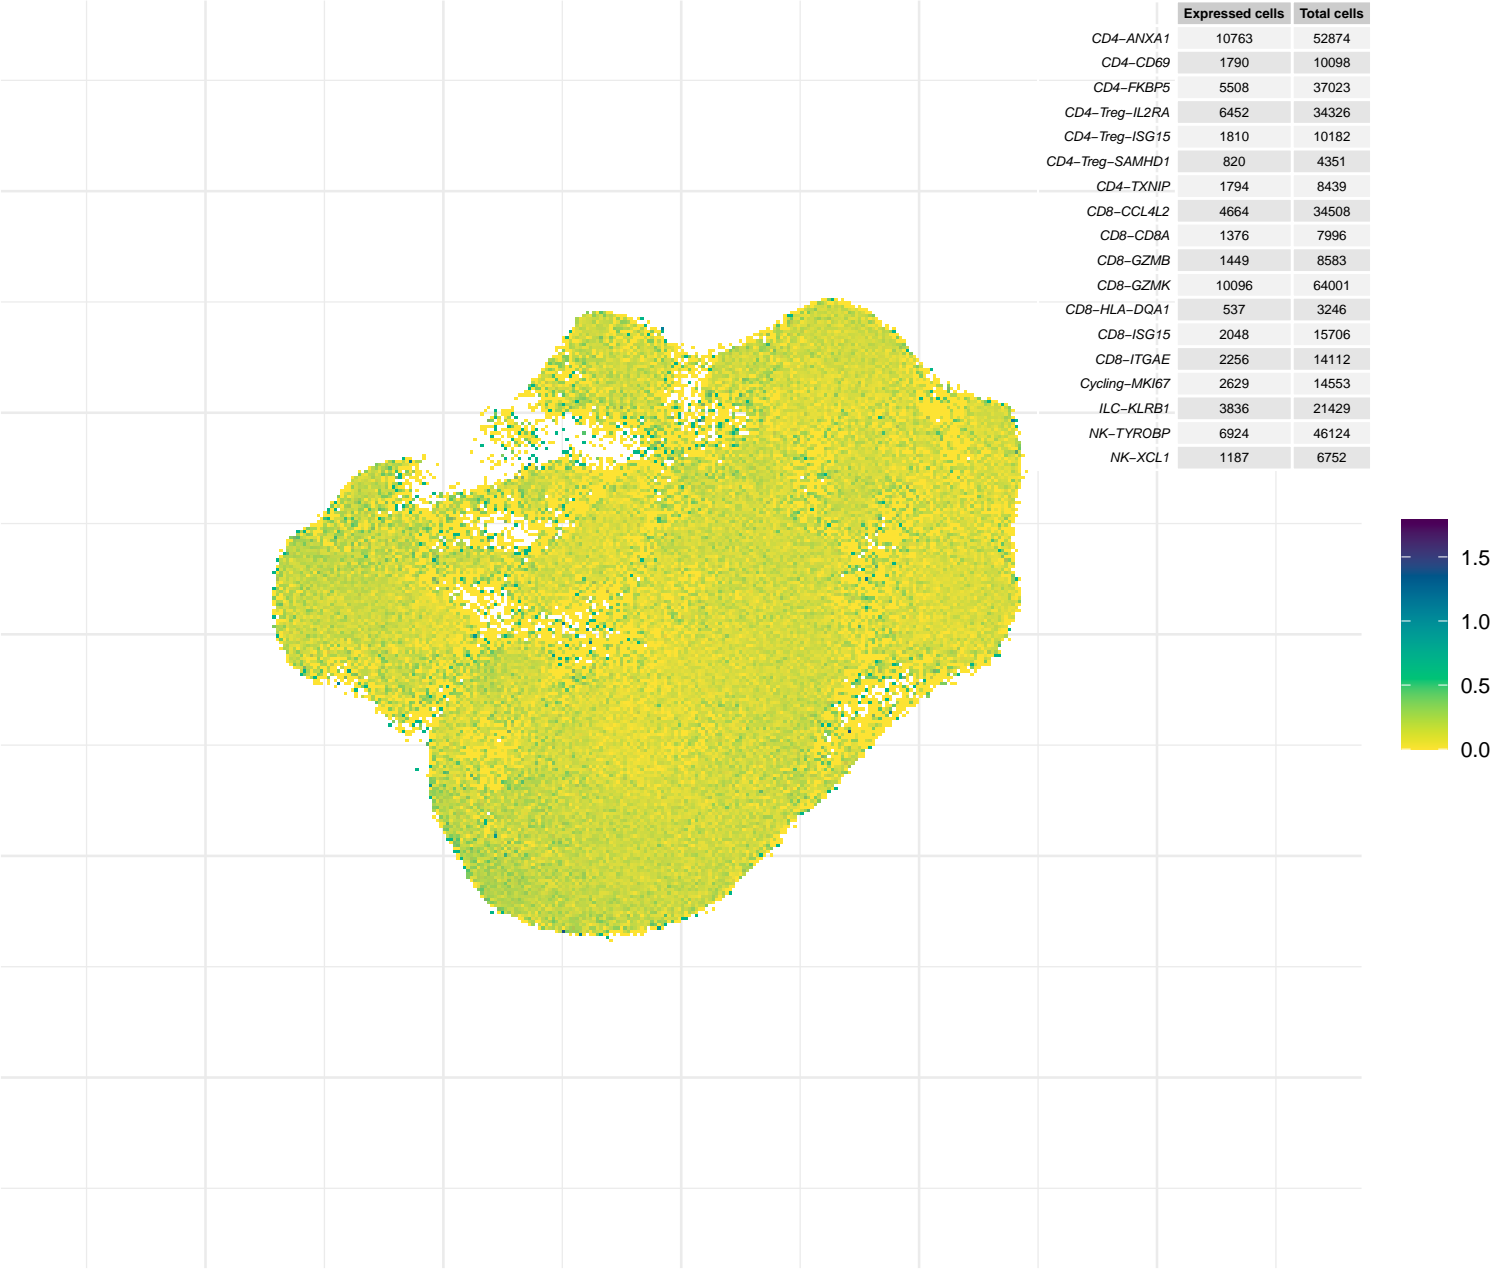 Expressed cells Total cells
CD4−ANXA1 10763 52874
CD4−CD69 1790 10098
CD4−FKBP5 5508 37023
CD4−Treg−IL2RA 6452 34326
CD4−Treg−ISG15 1810 10182
CD4−Treg−SAMHD1 820 4351
CD4−TXNIP 1794 8439
CD8−CCL4L2 4664 34508
CD8−CD8A 1376 7996
CD8−GZMB 1449 8583
CD8−GZMK 10096 64001
CD8−HLA−DQA1 537 3246
CD8−ISG15 2048 15706
CD8−ITGAE 2256 14112
Cycling−MKI67 2629 14553
ILC−KLRB1 3836 21429
NK−TYROBP 6924 46124
NK−XCL1 1187 6752
1.5
1.0
0.5
0.0